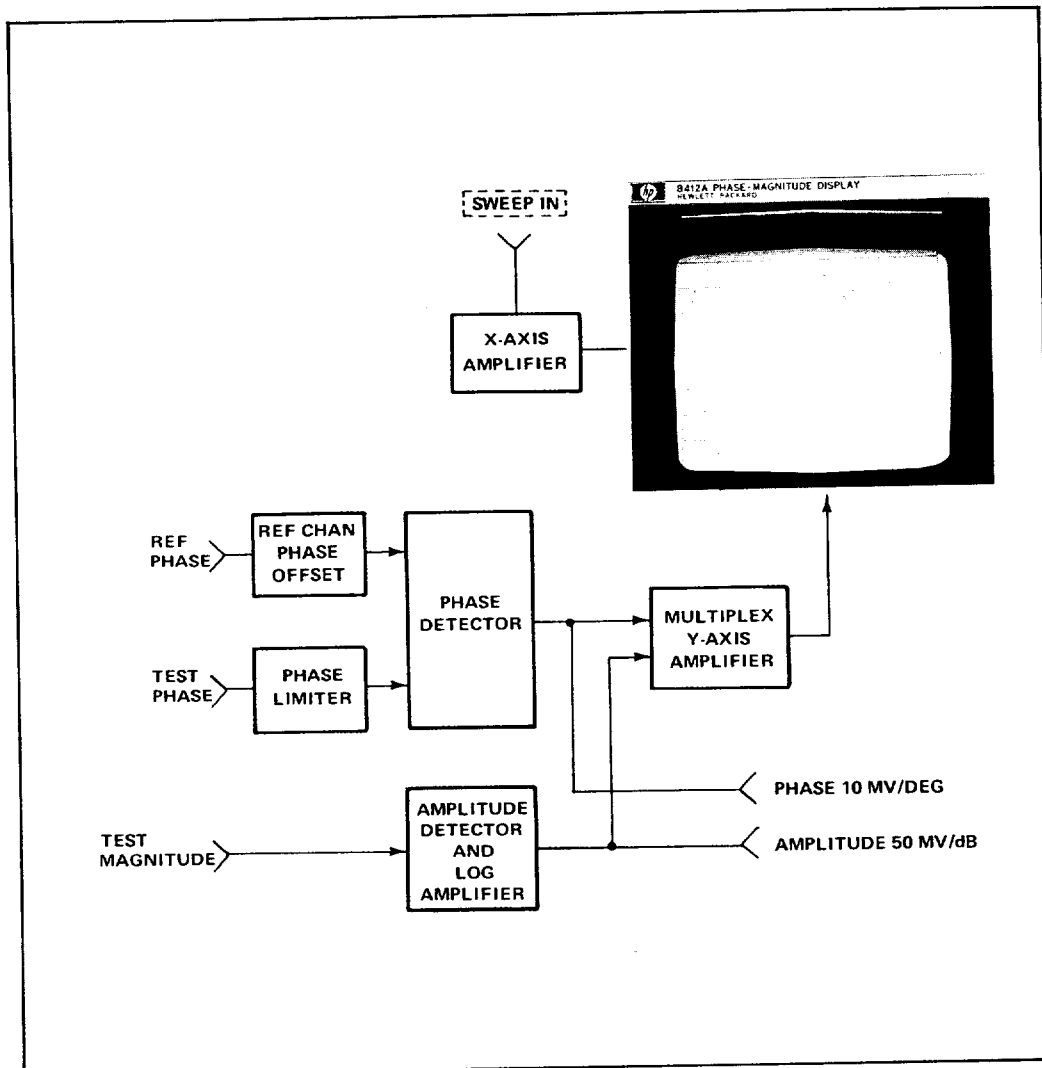 hp 8412A PHASE-MAGNITUDE DISPLAY
HEWLETT PACKARD
SWEEP IN
X-AXIS
AMPLIFIER
REF
PHASE
REF CHAN
PHASE
OFFSET
PHASE
DETECTOR
MULTIPLEX
Y-AXIS
AMPLIFIER
TEST
PHASE
PHASE
LIMITER
PHASE 10 MV/DEG
TEST
MAGNITUDE
AMPLITUDE
DETECTOR
AND
LOG
AMPLIFIER
AMPLITUDE 50 MV/dB